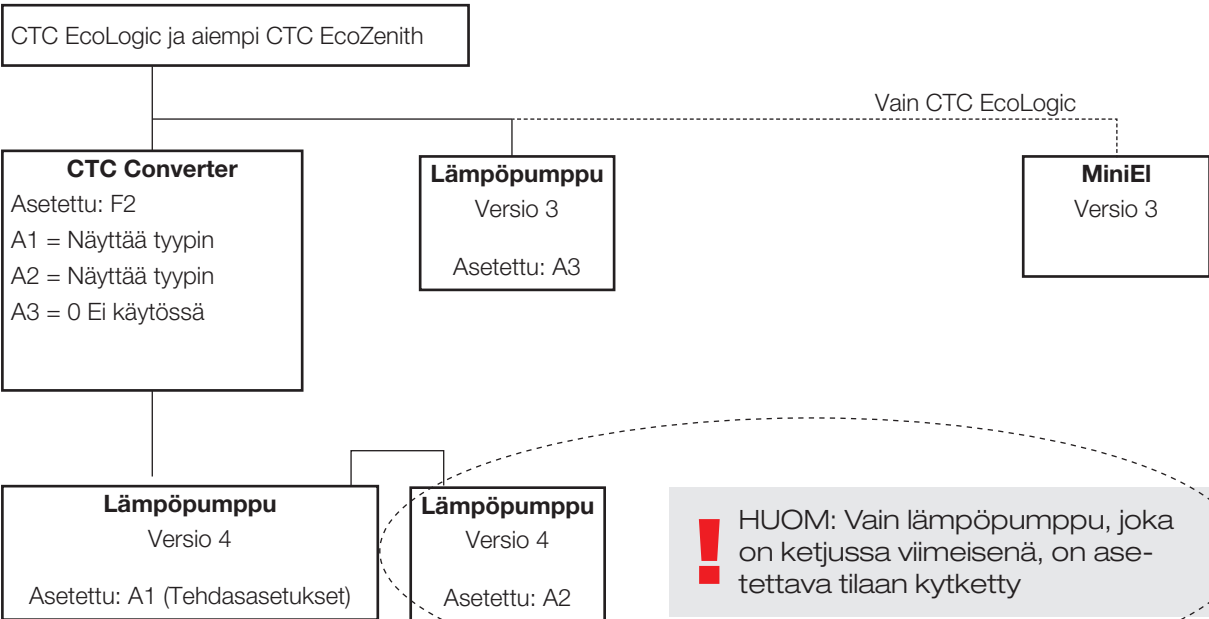 CTC EcoLogic ja aiempi CTC EcoZenith
Vain CTC EcoLogic
CTC Converter
Asetettu: F2
A1 = Näyttää tyypin
A2 = Näyttää tyypin
A3 = 0 Ei käytössä
Lämpöpumppu
Versio 3
Asetettu: A3
MiniEl
Versio 3
Lämpöpumppu
Versio 4
Asetettu: A1 (Tehdasasetukset)
Lämpöpumppu
Versio 4
Asetettu: A2
! HUOM: Vain lämpöpumppu, joka
on ketjussa viimeisenä, on ase-
tettava tilaan kytketty